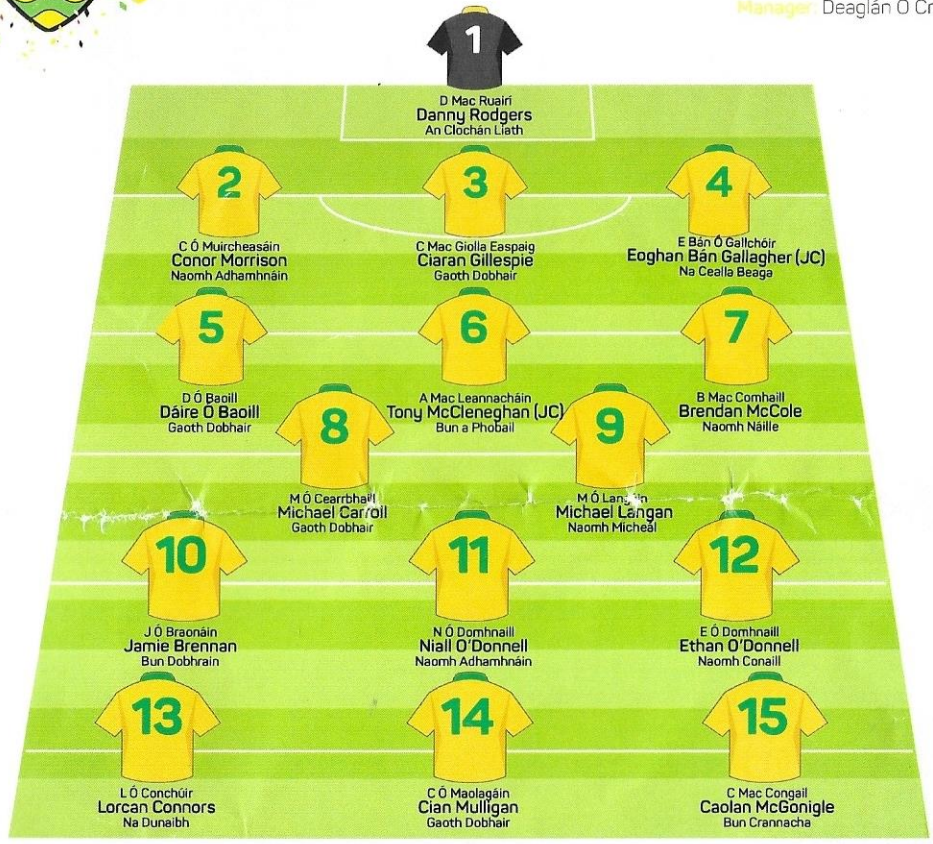 Manager: Deaglán Ó
1
D Mac Ruairí
Danny Rodgers
An Clochán Liath
2
3
4
C Ó Muircheasáin
Conor Morrison
Naomh Adhamhnáin
C Mac Giolla Easpaig
Ciaran Gillespie
Gaoth Dobhair
E Bán Ó Gallchóir
Eoghan Bán Gallagher (JC)
Na Cealla Beaga
5
6
7
D Ó Baoill
Dáire Ó Baoill
Gaoth Dobhair
A Mac Leannacháin
Tony McCleneghan (JC)
Bun a Phobail
B Mac Comhaill
Brendan McCole
Naomh Náille
8
9
M Ó Cearrbhaill
Michael Carroll
Gaoth Dobhair
M Ó
Michael Langan
Naomh Mícheál
10
11
12
J Ó Braonáin
Jamie Brennan
Bun Dobhráin
N Ó Domhnaill
Niall O'Donnell
Naomh Adhamhnáin
E Ó Domhnaill
Ethan O'Donnell
Naomh Conaill
13
14
15
L Ó Conchúir
Lorcan Connors
Na Dunaibh
C Ó Maolagáin
Cian Mulligan
Gaoth Dobhair
C Mac Congail
Caolan McGonigle
Bun Crannacha